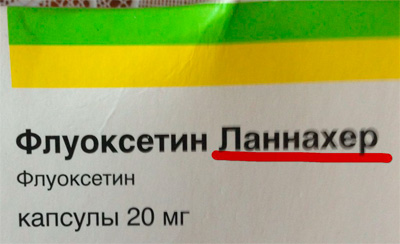 Флуоксетин Ланнахер
Флуоксетин
капсулы 20 мг